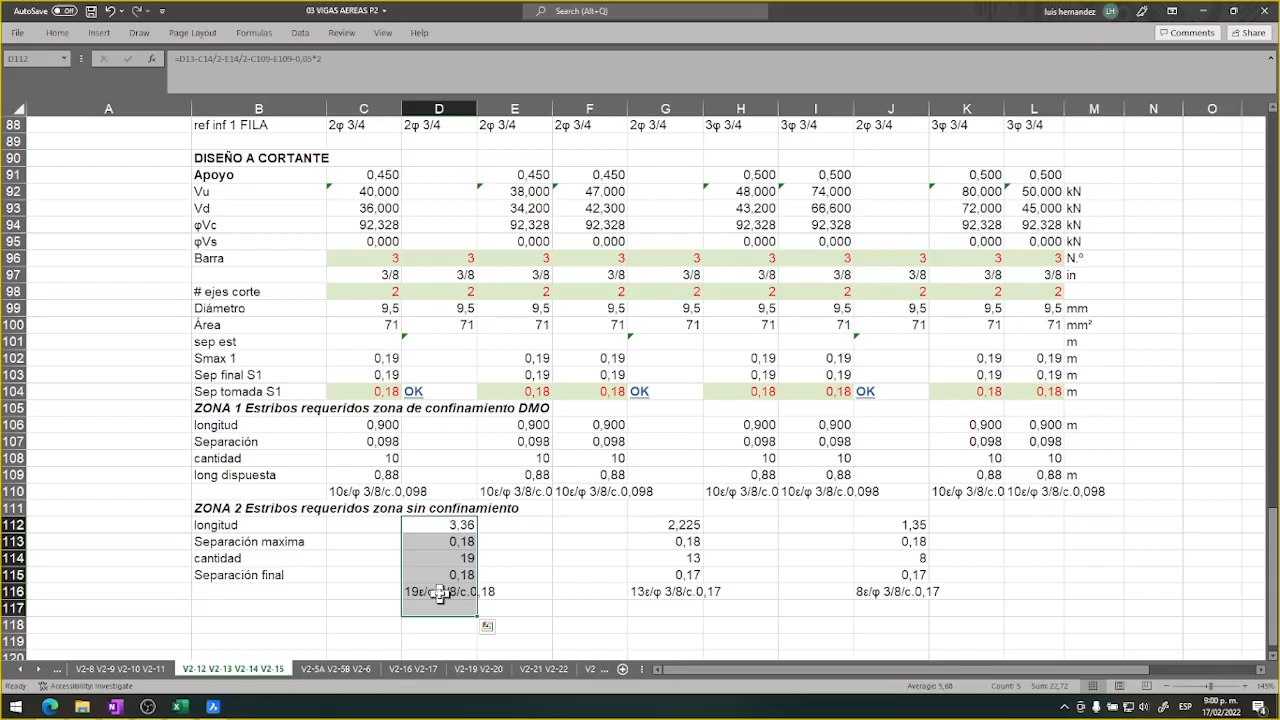 AutoSave Off 03 VIGAS AEREAS P2 Search (Alt+Q) luis hernandez LH
File Home Insert Draw Page Layout Formulas Data Review View Help Comments Share
D112 fx =D13-C14/2-E14/2-C109-E109-0,05*2
A B C D E F G H I J K L M N O
88 ref inf 1 FILA 2φ 3/4 2φ 3/4 2φ 3/4 2φ 3/4 2φ 3/4 3φ 3/4 3φ 3/4 2φ 3/4 3φ 3/4 3φ 3/4
89
90 DISEÑO A CORTANTE
91 Apoyo 0,450 0,450 0,450 0,500 0,500 0,500 0,500
92 Vu 40,000 38,000 47,000 48,000 74,000 80,000 50,000 kN
93 Vd 36,000 34,200 42,300 43,200 66,600 72,000 45,000 kN
94 φVc 92,328 92,328 92,328 92,328 92,328 92,328 92,328 kN
95 φVs 0,000 0,000 0,000 0,000 0,000 0,000 0,000 kN
96 Barra 3 3 3 3 3 3 3 3 3 3 N.º
97 3/8 3/8 3/8 3/8 3/8 3/8 3/8 3/8 3/8 3/8 in
98 # ejes corte 2 2 2 2 2 2 2 2 2 2
99 Diámetro 9,5 9,5 9,5 9,5 9,5 9,5 9,5 9,5 9,5 9,5 mm
100 Área 71 71 71 71 71 71 71 71 71 71 mm²
101 sep est m
102 Smax 1 0,19 0,19 0,19 0,19 0,19 0,19 0,19 m
103 Sep final S1 0,19 0,19 0,19 0,19 0,19 0,19 0,19 m
104 Sep tomada S1 0,18 OK 0,18 0,18 OK 0,18 0,18 OK 0,18 0,18 m
105 ZONA 1 Estribos requeridos zona de confinamiento DMO
106 longitud 0,900 0,900 0,900 0,900 0,900 0,900 0,900 m
107 Separación 0,098 0,098 0,098 0,098 0,098 0,098 0,098
108 cantidad 10 10 10 10 10 10 10
109 long dispuesta 0,88 0,88 0,88 0,88 0,88 0,88 0,88 m
110 10ε/φ 3/8/c.0,098 10ε/φ 3/8/c.0 10ε/φ 3/8/c.0,098 10ε/φ 3/8/c.0 10ε/φ 3/8/c.0,098 10ε/φ 3/8/c.0 10ε/φ 3/8/c.0,098
111 ZONA 2 Estribos requeridos zona sin confinamiento
112 longitud 3,36 2,225 1,35
113 Separación maxima 0,18 0,18 0,18
114 cantidad 19 13 8
115 Separación final 0,18 0,17 0,17
116 19ε/ 3/8/c.0,18 13ε/φ 3/8/c.0,17 8ε/φ 3/8/c.0,17
117
118
119
120
... V2-8 V2-9 V2-10 V2-11 V2-12 V2-13 V2-14 V2-15 V2-5A V2-5B V2-6 V2-16 V2-17 V2-19 V2-20 V2-21 V2-22 V2 ...
Ready Accessibility: Investigate Average: 5,68 Count: 5 Sum: 22,72 145%
ESP 9:00 p. m. 17/02/2022 4